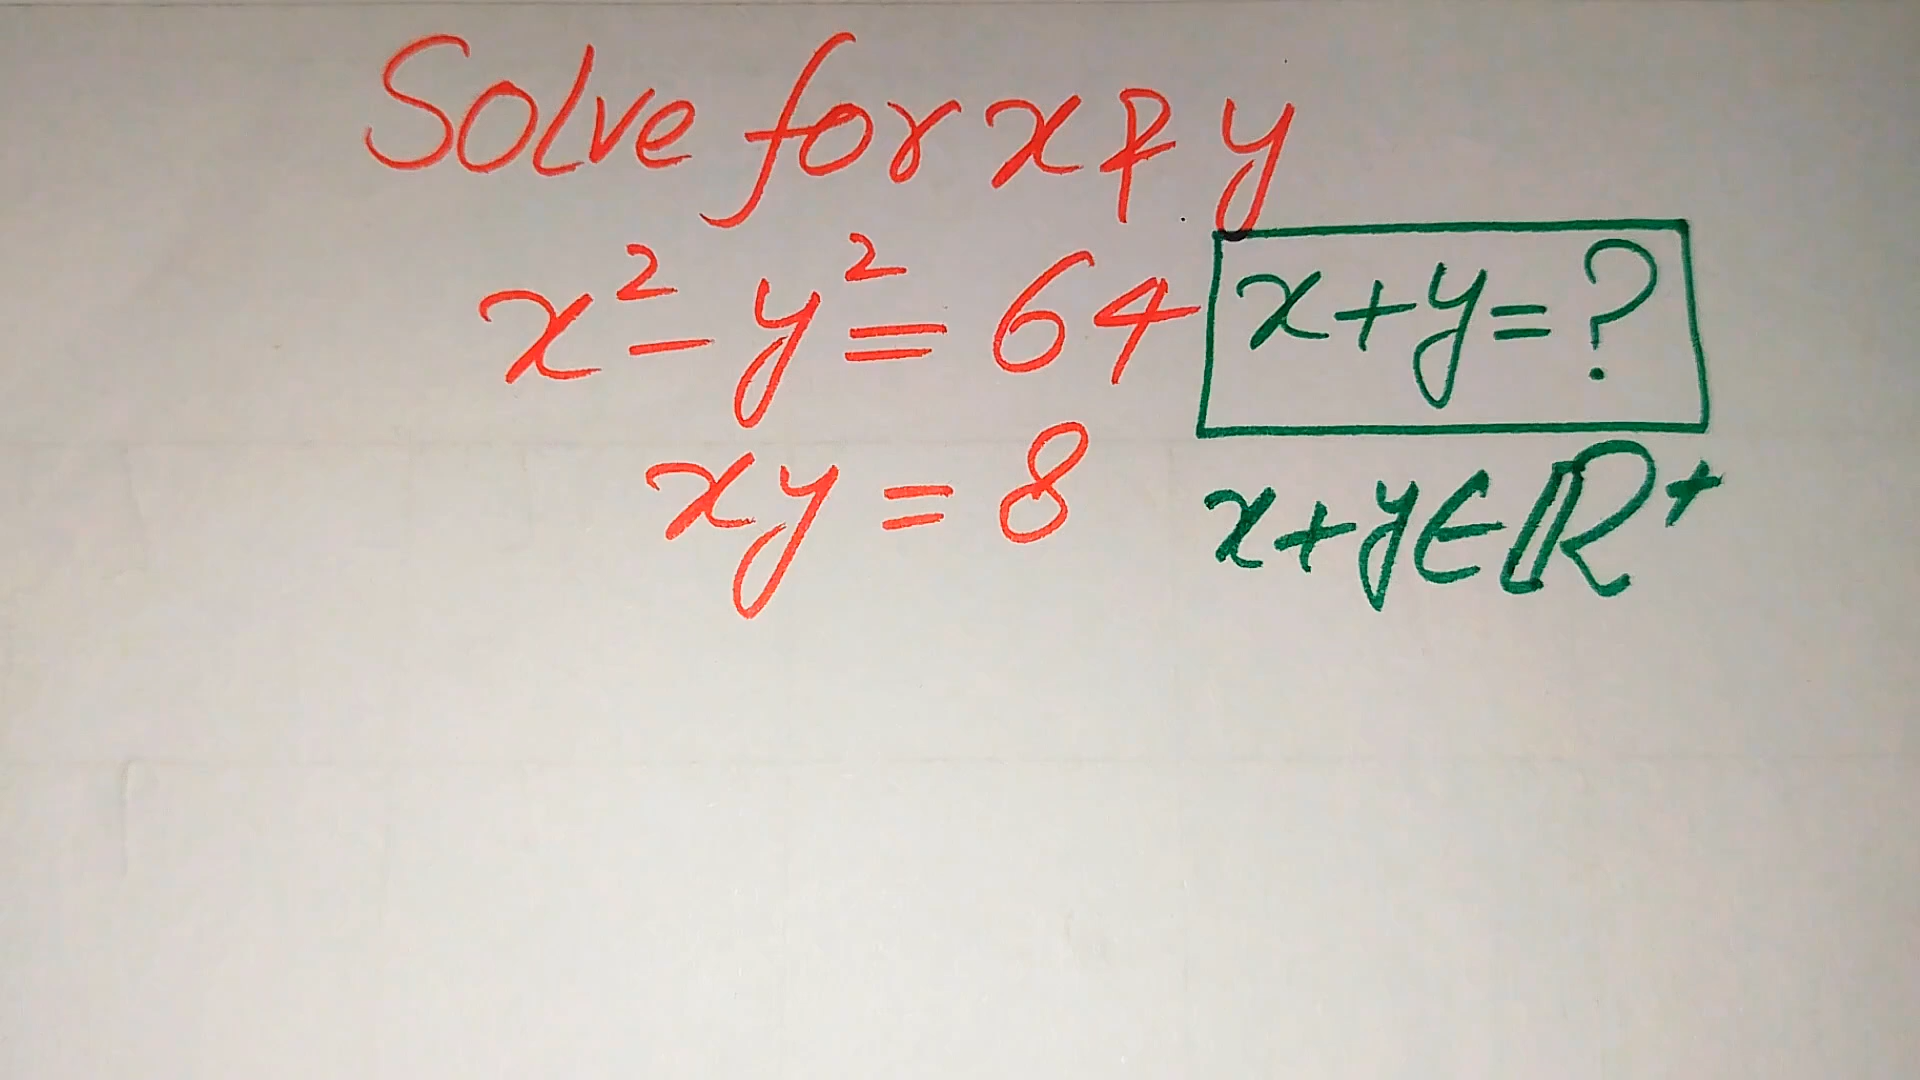 Solve for x & y
x² - y² = 64
x + y = ?
xy = 8
x + y ∈ ℝ⁺